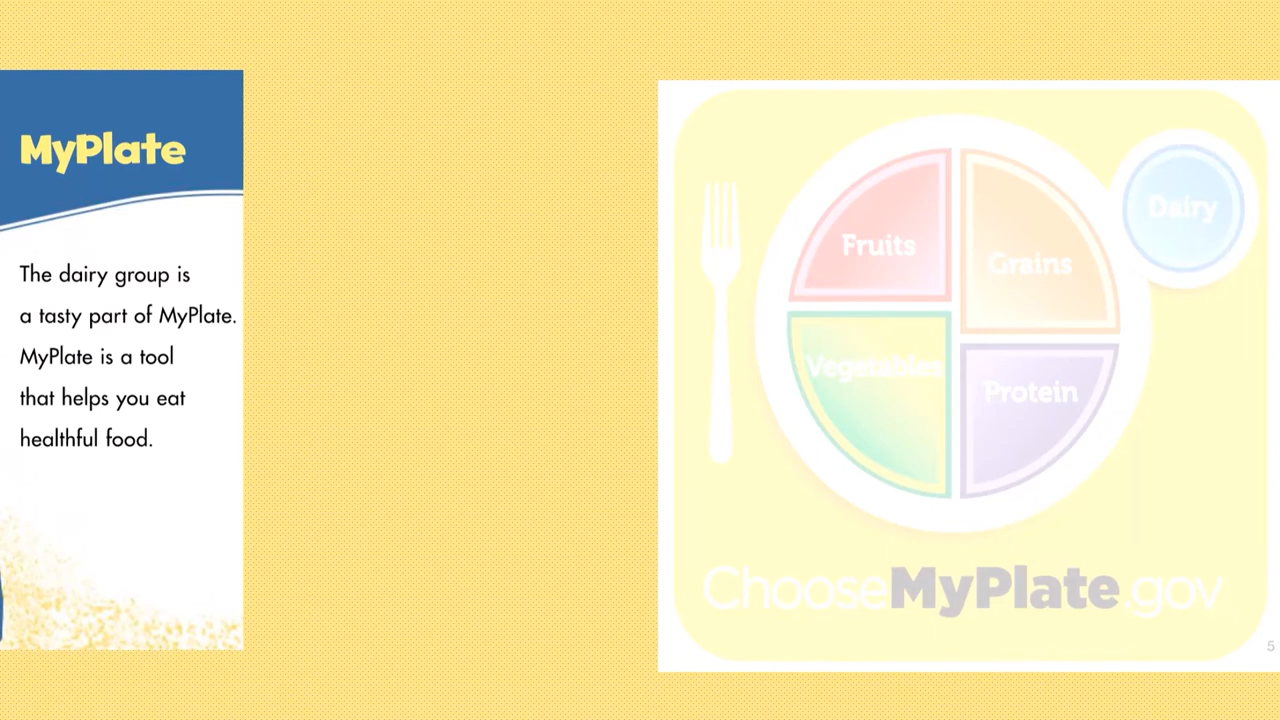 MyPlate
The dairy group is
a tasty part of MyPlate.
MyPlate is a tool
that helps you eat
healthful food.
Fruits
Grains
Dairy
Vegetables
Protein
ChooseMyPlate.gov
5